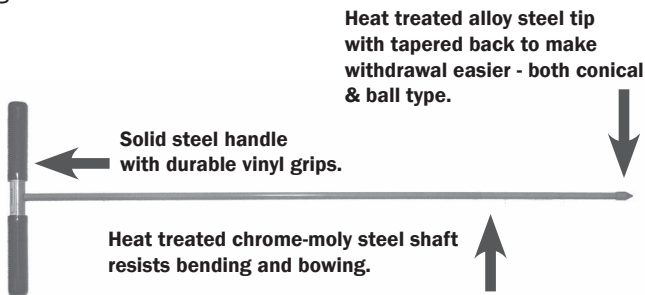 Heat treated alloy steel tip
with tapered back to make
withdrawal easier - both conical
& ball type.
Solid steel handle
with durable vinyl grips.
Heat treated chrome-moly steel shaft
resists bending and bowing.